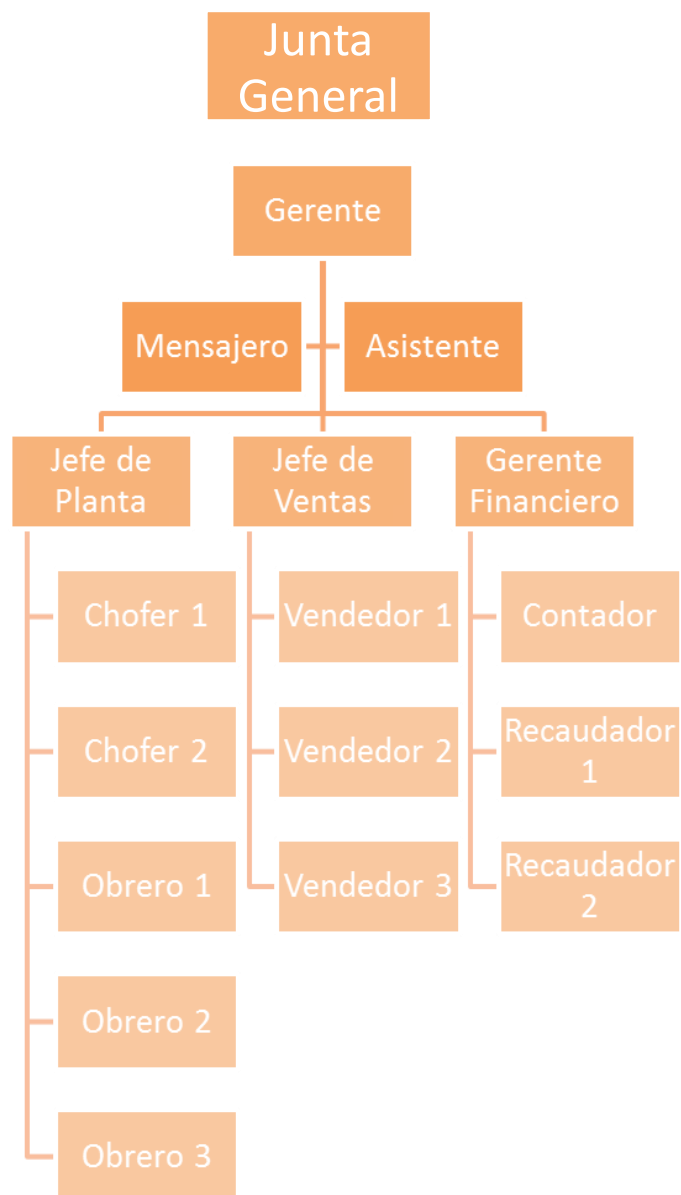 Junta
General
Gerente
Mensajero
Asistente
Jefe de
Planta
Jefe de
Ventas
Gerente
Financiero
Chofer 1
Vendedor 1
Contador
Chofer 2
Vendedor 2
Recaudador
1
Obrero 1
Vendedor 3
Recaudador
2
Obrero 2
Obrero 3